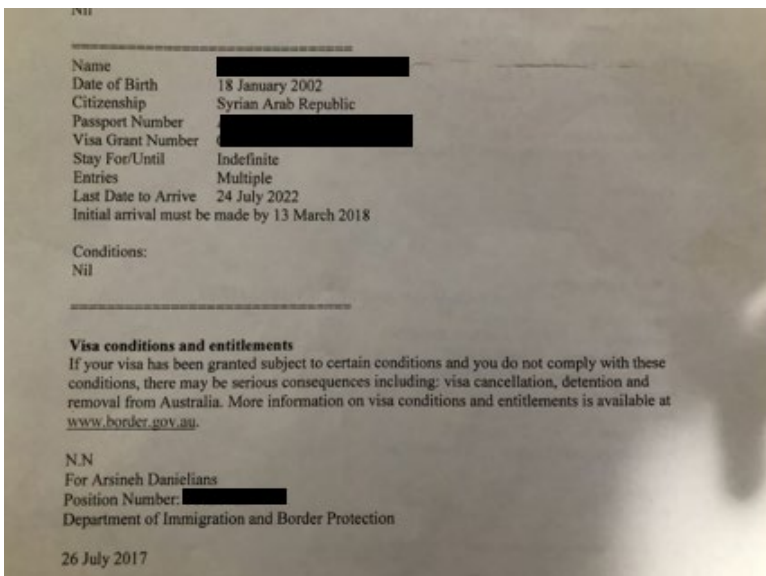 Nil
==============================
Name
Date of Birth 18 January 2002
Citizenship Syrian Arab Republic
Passport Number
Visa Grant Number
Stay For/Until Indefinite
Entries Multiple
Last Date to Arrive 24 July 2022
Initial arrival must be made by 13 March 2018
Conditions:
Nil
==============================
Visa conditions and entitlements
If your visa has been granted subject to certain conditions and you do not comply with these
conditions, there may be serious consequences including: visa cancellation, detention and
removal from Australia. More information on visa conditions and entitlements is available at
www.border.gov.au.
N.N
For Arsineh Danielians
Position Number:
Department of Immigration and Border Protection
26 July 2017